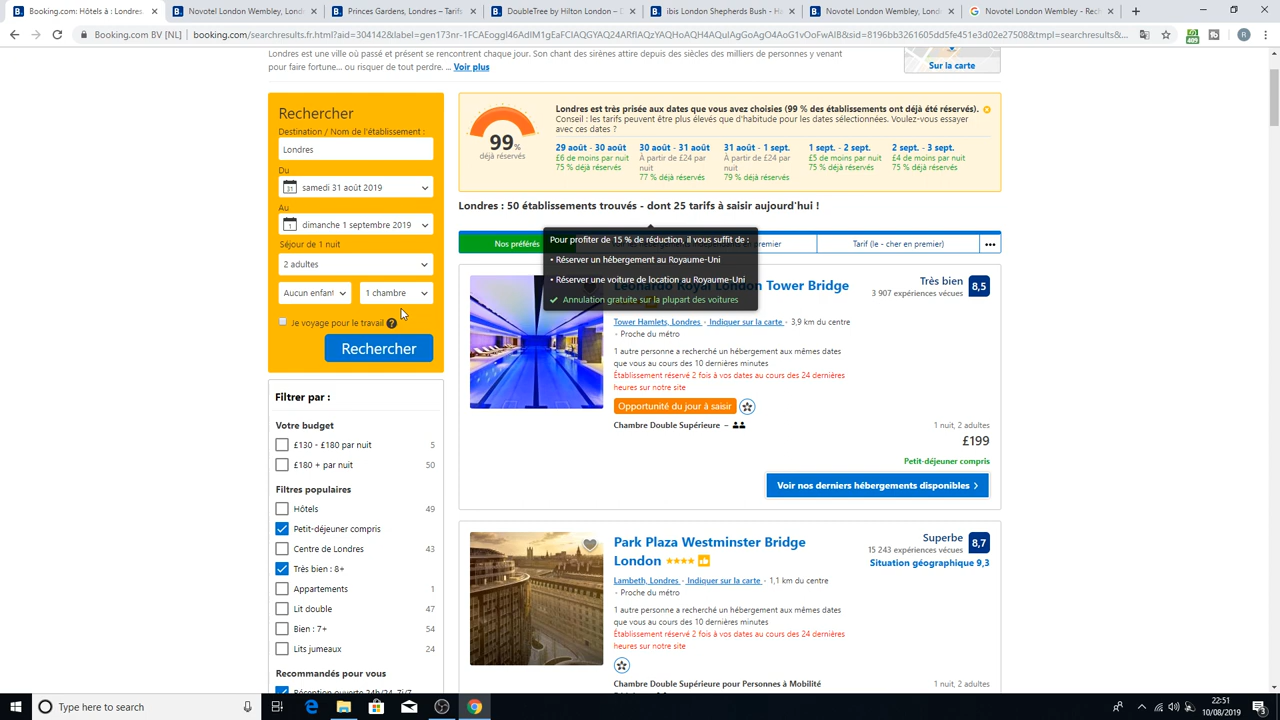 Booking.com: Hôtels à : Londres.
Novotel London Wembley, Londres
Princes Gardens, Londres – Tarifs
DoubleTree by Hilton London -
ibis London Shepherds Bush - H
Novotel London Wembley, Lond
Novotel London Wembley - Rech
Booking.com BV [NL]
Londres est une ville où passé et présent se rencontrent chaque jour. Son chant des sirènes attire depuis des siècles des milliers de personnes y venant
pour faire fortune... ou risquer de tout perdre. ... Voir plus
Sur la carte
Rechercher
Destination / Nom de l'établissement :
Londres
Du
31
samedi 31 août 2019
Au
1
dimanche 1 septembre 2019
Séjour de 1 nuit
2 adultes
Aucun enfant
1 chambre
Je voyage pour le travail ?
Rechercher
99 %
déjà réservés
Londres est très prisée aux dates que vous avez choisies (99 % des établissements ont déjà été réservés).
Conseil : les tarifs peuvent être plus élevés que d'habitude pour les dates sélectionnées. Voulez-vous essayer
avec ces dates ?
29 août - 30 août
£6 de moins par nuit
75 % déjà réservés
30 août - 31 août
À partir de £24 par
nuit
77 % déjà réservés
31 août - 1 sept.
À partir de £24 par
nuit
79 % déjà réservés
1 sept. - 2 sept.
£5 de moins par nuit
75 % déjà réservés
2 sept. - 3 sept.
£4 de moins par nuit
75 % déjà réservés
Londres : 50 établissements trouvés - dont 25 tarifs à saisir aujourd'hui !
Nos préférés
premier
Tarif (le - cher en premier)
Pour profiter de 15 % de réduction, il vous suffit de :
• Réserver un hébergement au Royaume-Uni
• Réserver une voiture de location au Royaume-Uni
Annulation gratuite sur la plupart des voitures
Leonardo Royal London Tower Bridge
Très bien 8,5
3 907 expériences vécues
Tower Hamlets, Londres - Indiquer sur la carte - 3,9 km du centre
- Proche du métro
1 autre personne a recherché un hébergement aux mêmes dates
que vous au cours des 10 dernières minutes
Établissement réservé 2 fois à vos dates au cours des 24 dernières
heures sur notre site
Opportunité du jour à saisir
Chambre Double Supérieure –
1 nuit, 2 adultes
£199
Petit-déjeuner compris
Voir nos derniers hébergements disponibles
Filtrer par :
Votre budget
£130 - £180 par nuit 5
£180 + par nuit 50
Filtres populaires
Hôtels 49
Petit-déjeuner compris
Centre de Londres 43
Très bien : 8+
Appartements 1
Lit double 47
Bien : 7+ 54
Lits jumeaux 24
Recommandés pour vous
Réception ouverte 24h/24, 7j/7
Park Plaza Westminster Bridge
London
Superbe 8,7
15 243 expériences vécues
Situation géographique 9,3
Lambeth, Londres - Indiquer sur la carte - 1,1 km du centre
- Proche du métro
1 autre personne a recherché un hébergement aux mêmes dates
que vous au cours des 10 dernières minutes
Établissement réservé 2 fois à vos dates au cours des 24 dernières
heures sur notre site
Chambre Double Supérieure pour Personnes à Mobilité
1 nuit, 2 adultes
Type here to search
22:51
10/08/2019